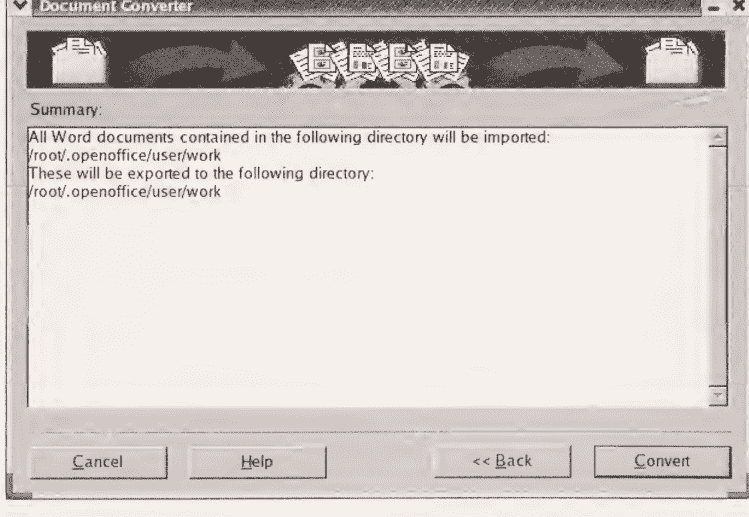 Document Converter
Summary:
All Word documents contained in the following directory will be imported:
/root/.openoffice/user/work
These will be exported to the following directory:
/root/.openoffice/user/work
Cancel
Help
<< Back
Convert